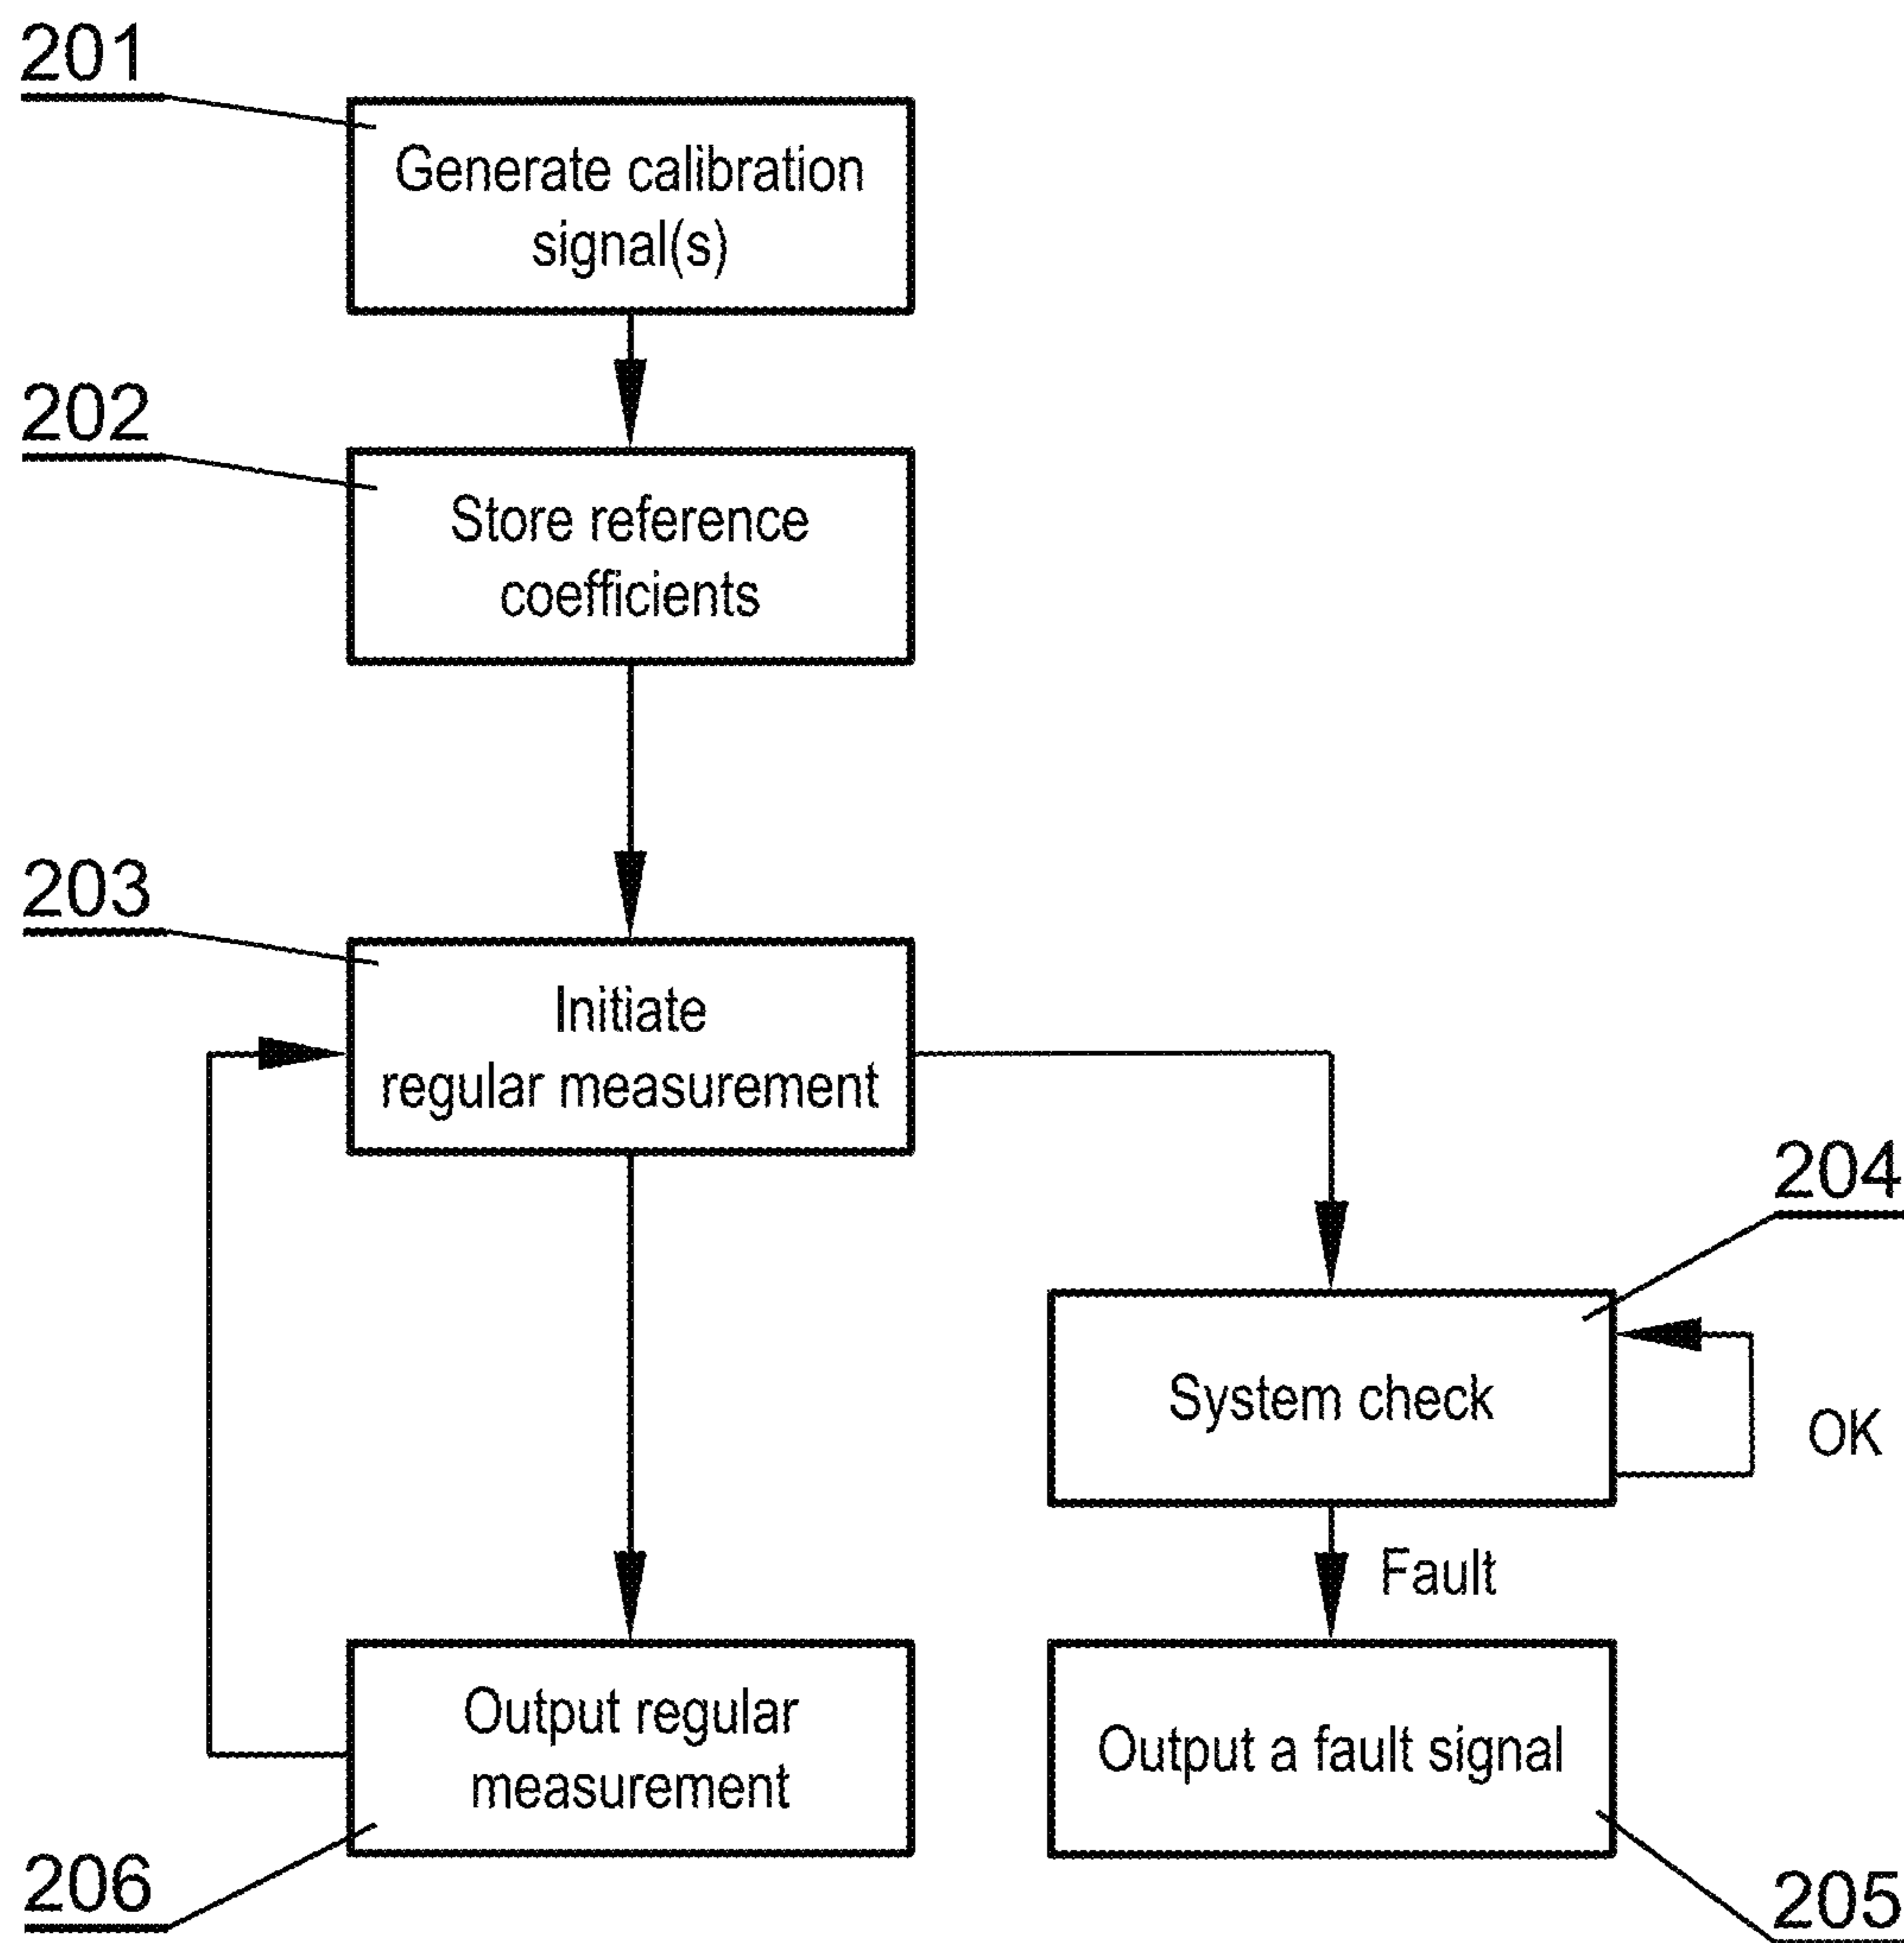 201
Generate calibration
signal(s)
202
Store reference
coefficients
203
Initiate
regular measurement
204
System check
OK
Fault
Output regular
measurement
Output a fault signal
206
205